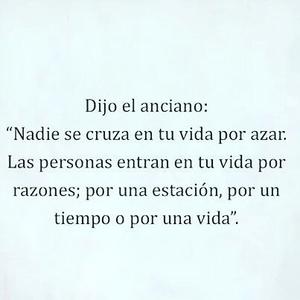 Dijo el anciano:
“Nadie se cruza en tu vida por azar.
Las personas entran en tu vida por
razones; por una estación, por un
tiempo o por una vida”.